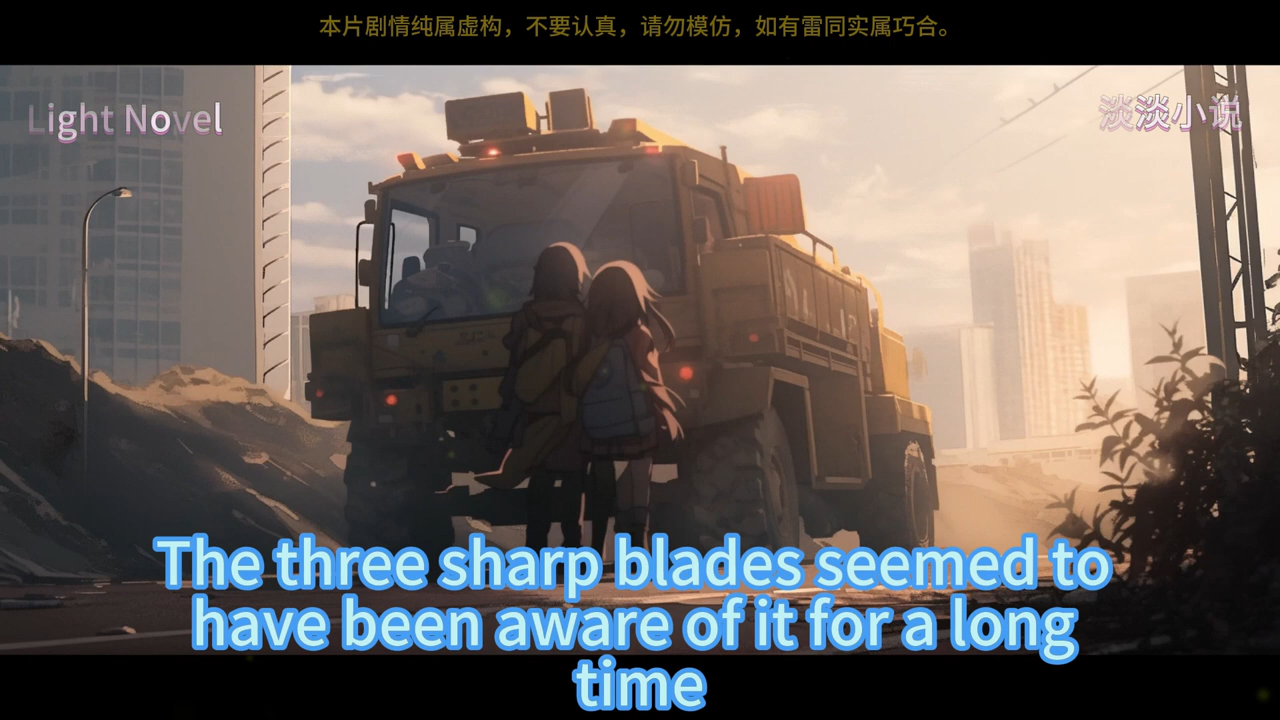 本片剧情纯属虚构，不要认真，请勿模仿，如有雷同实属巧合。
Light Novel
淡淡小说
The three sharp blades seemed to
have been aware of it for a long
time